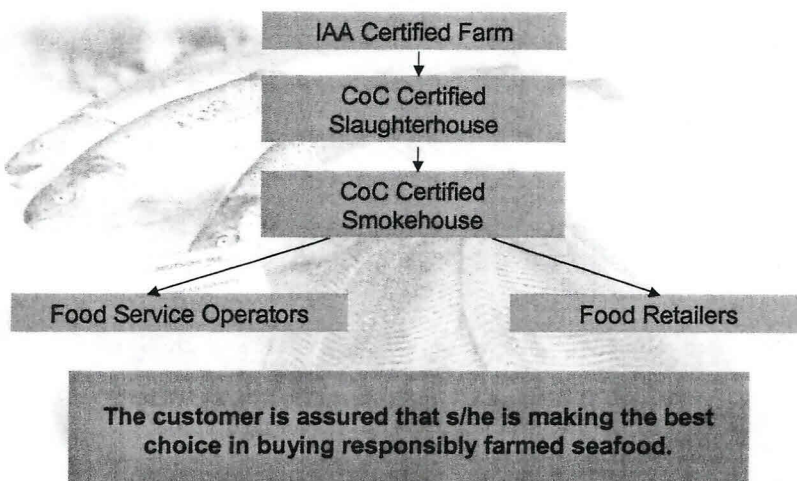 IAA Certified Farm
CoC Certified
Slaughterhouse
CoC Certified
Smokehouse
Food Service Operators
Food Retailers
The customer is assured that s/he is making the best
choice in buying responsibly farmed seafood.